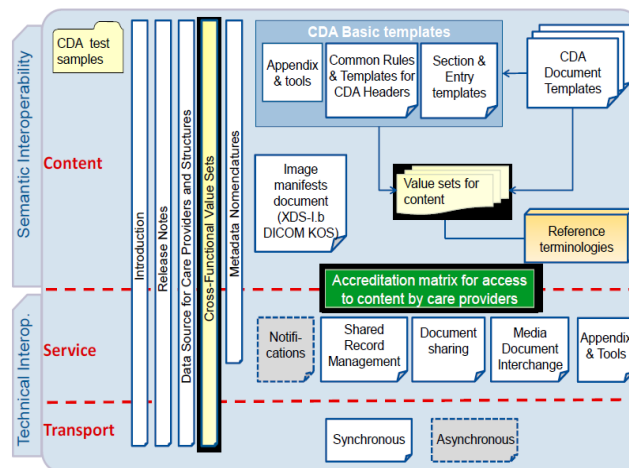 Semantic Interoperability
Technical Interop.
CDA test
samples
Content
Service
Transport
Introduction
Release Notes
Data Source for Care Providers and Structures
Cross-Functional Value Sets
Metadata Nomenclatures
CDA Basic templates
Appendix
& tools
Common Rules
& Templates for
CDA Headers
Section &
Entry
templates
CDA
Document
Templates
Image
manifests
document
(XDS-I.b
DICOM KOS)
Value sets for
content
Reference
terminologies
Accreditation matrix for access
to content by care providers
Notifi-
cations
Shared
Record
Management
Document
sharing
Media
Document
Interchange
Appendix
& Tools
Synchronous
Asynchronous